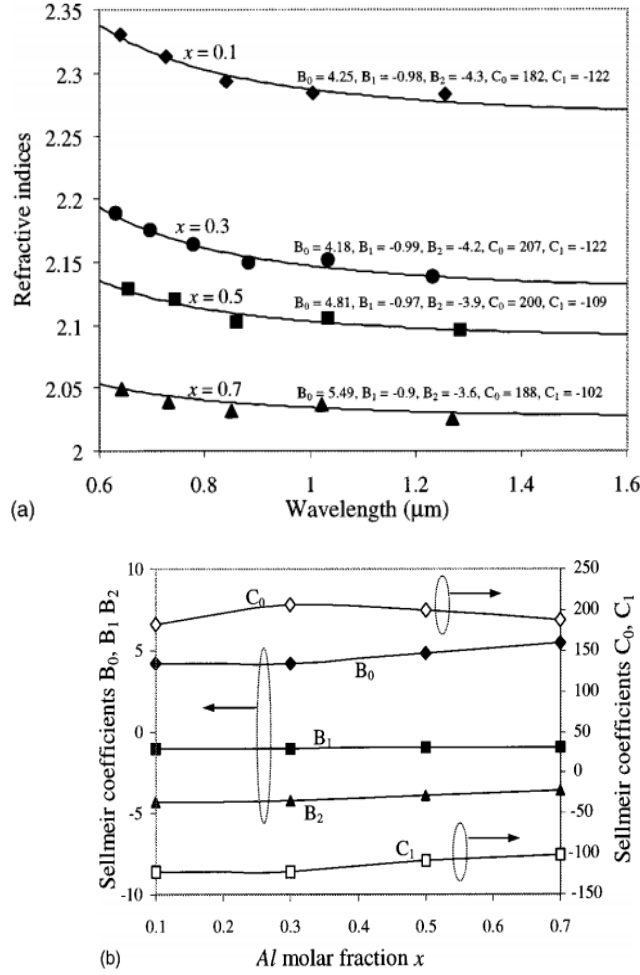 2.35
x = 0.1
B0 = 4.25, B1 = -0.98, B2 = -4.3, C0 = 182, C1 = -122
2.3
2.25
Refractive indices
2.2
x = 0.3
B0 = 4.18, B1 = -0.99, B2 = -4.2, C0 = 207, C1 = -122
2.15
x = 0.5
B0 = 4.81, B1 = -0.97, B2 = -3.9, C0 = 200, C1 = -109
2.1
2.05
x = 0.7
B0 = 5.49, B1 = -0.9, B2 = -3.6, C0 = 188, C1 = -102
2
0.6 0.8 1 1.2 1.4 1.6
(a)
Wavelength (μm)
Sellmeir coefficients B0, B1 B2
10
5
0
-5
-10
C0
B0
B1
B2
C1
250
200
150
100
50
0
-50
-100
-150
Sellmeir coefficients C0, C1
0.1 0.2 0.3 0.4 0.5 0.6 0.7
(b)
Al molar fraction x